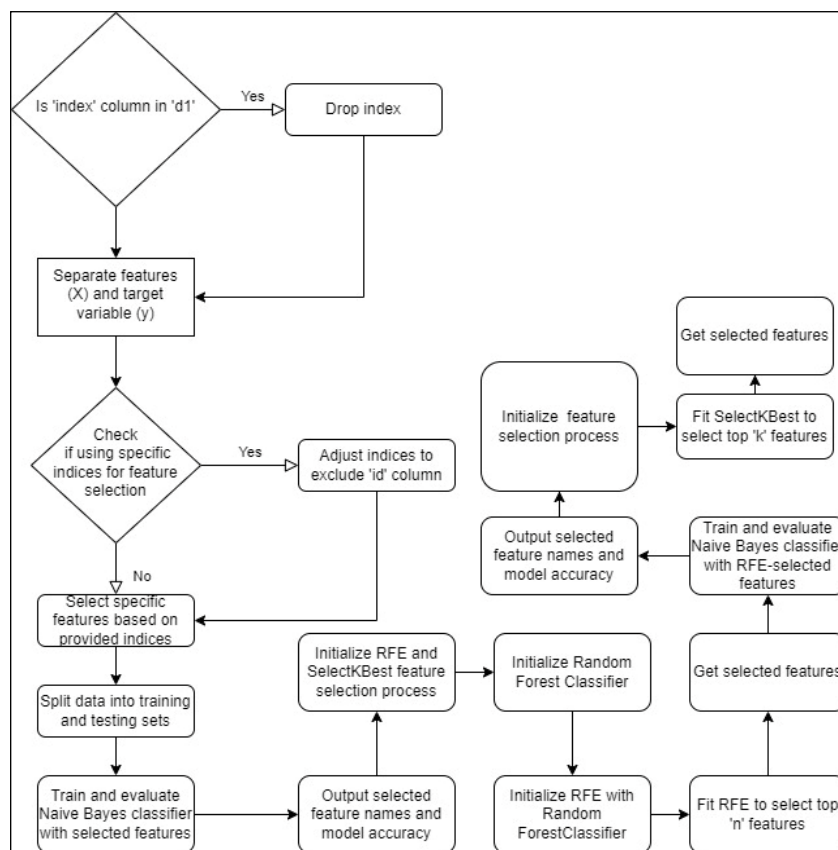 Is 'index' column in 'd1'
Yes
Drop index
Separate features
(X) and target
variable (y)
Check
if using specific
indices for feature
selection
Yes
Adjust indices to
exclude 'id' column
No
Select specific
features based on
provided indices
Split data into training
and testing sets
Train and evaluate
Naive Bayes classifier
with selected features
Output selected
feature names and
model accuracy
Initialize RFE and
SelectKBest feature
selection process
Initialize Random
Forest Classifier
Initialize RFE with
Random
ForestClassifier
Fit RFE to select top
'n' features
Get selected features
Train and evaluate
Naive Bayes classifie
with RFE-selected
features
Output selected
feature names and
model accuracy
Initialize feature
selection process
Fit SelectKBest to
select top 'k' features
Get selected features